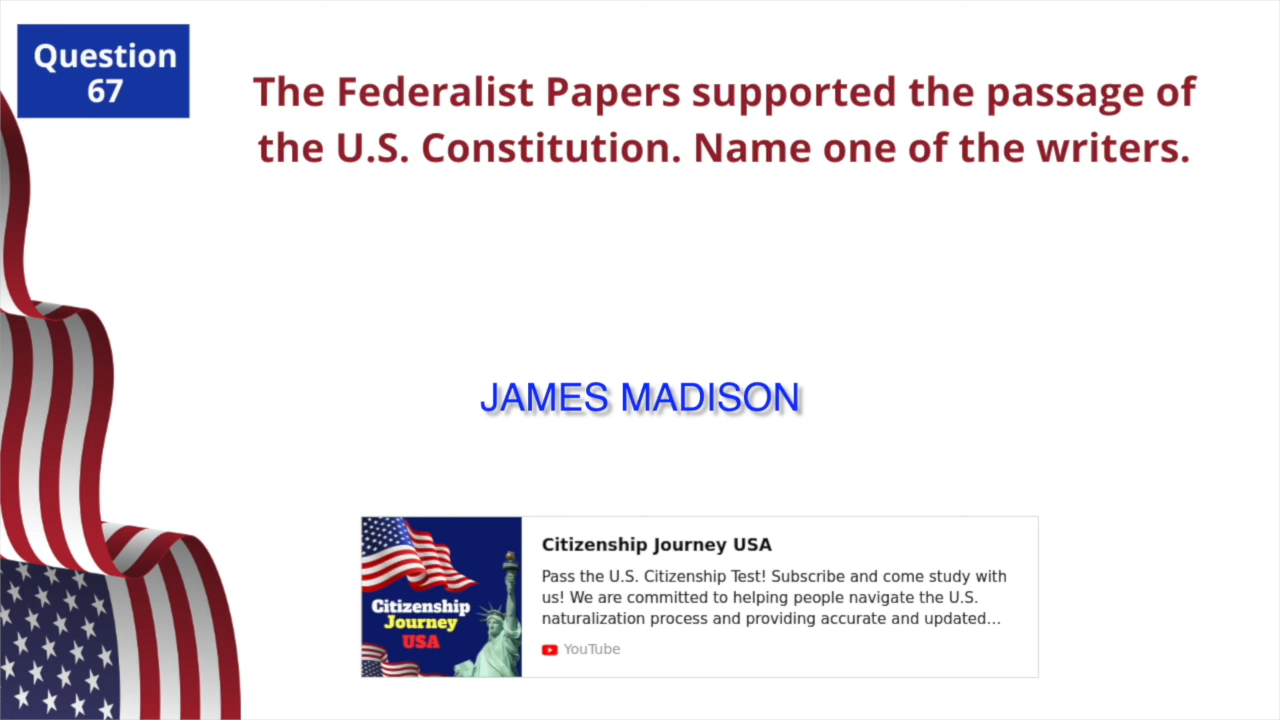 Question
67
The Federalist Papers supported the passage of
the U.S. Constitution. Name one of the writers.
JAMES MADISON
Citizenship
Journey
USA
Citizenship Journey USA
Pass the U.S. Citizenship Test! Subscribe and come study with
us! We are committed to helping people navigate the U.S.
naturalization process and providing accurate and updated...
YouTube